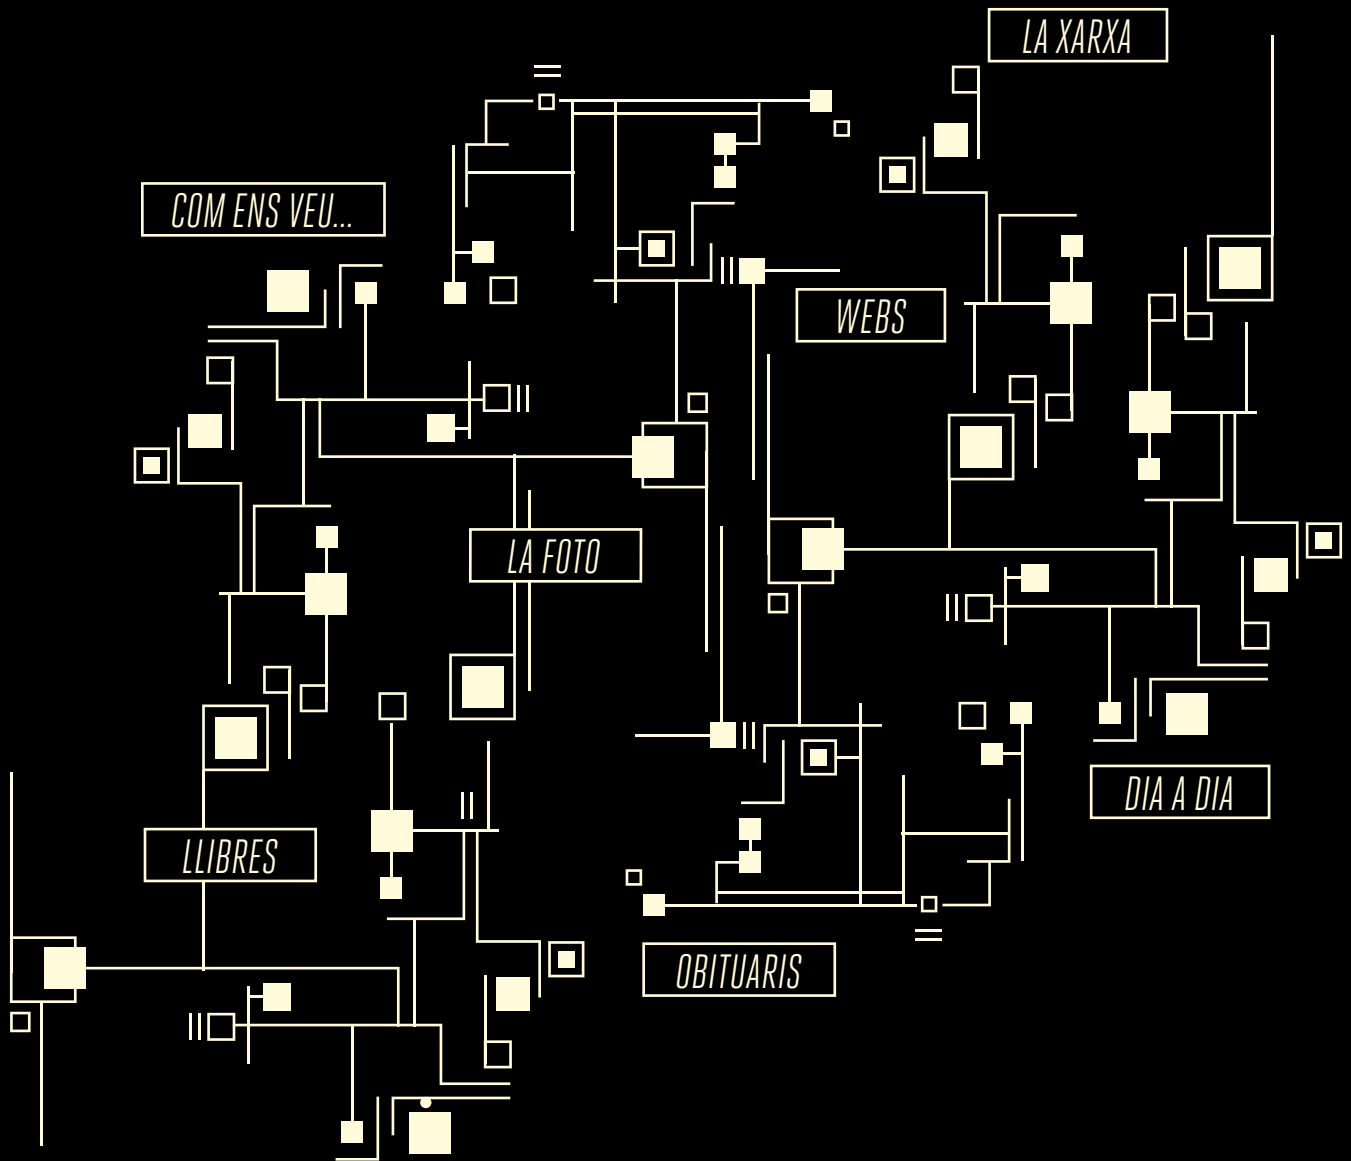 LA XARXA
COM ENS VEU...
WEBS
LA FOTO
DIA A DIA
LLIBRES
OBITUARIS